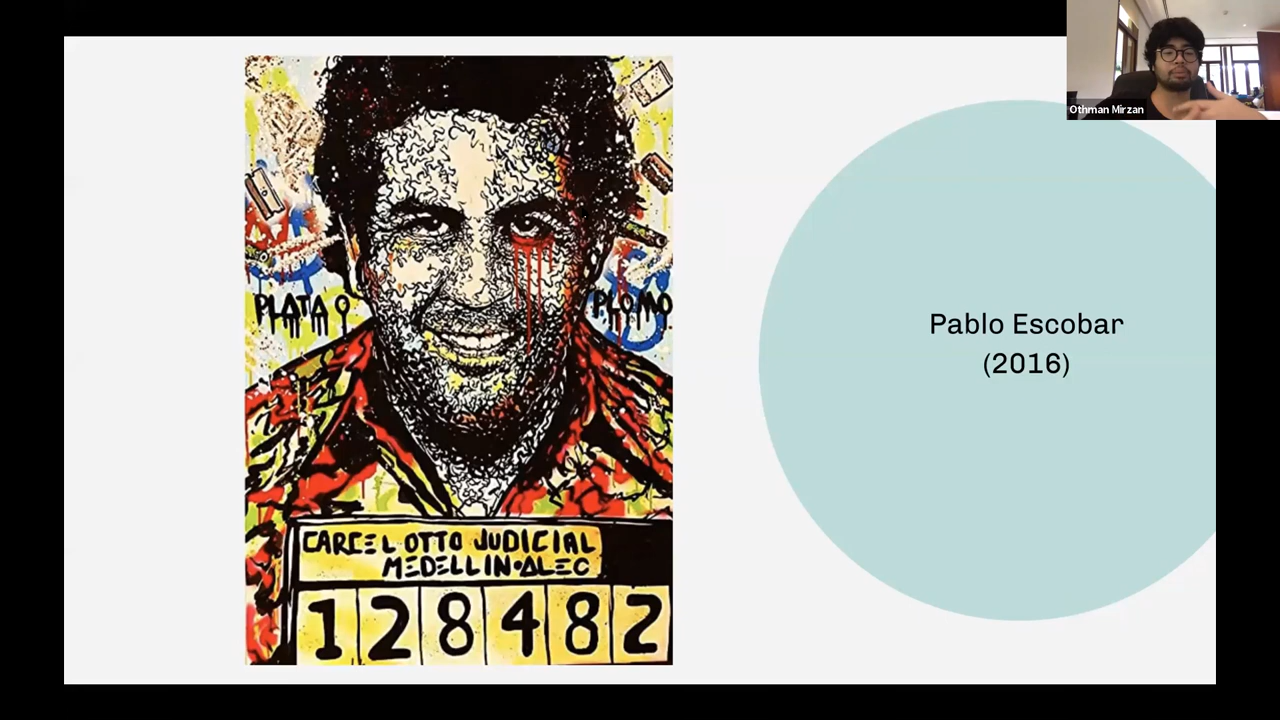 Othman Mirzan
PLATA O
PLOMO
Pablo Escobar
(2016)
CARCEL OTTO JUDICIAL
MEDELLIN•ALEC
128482